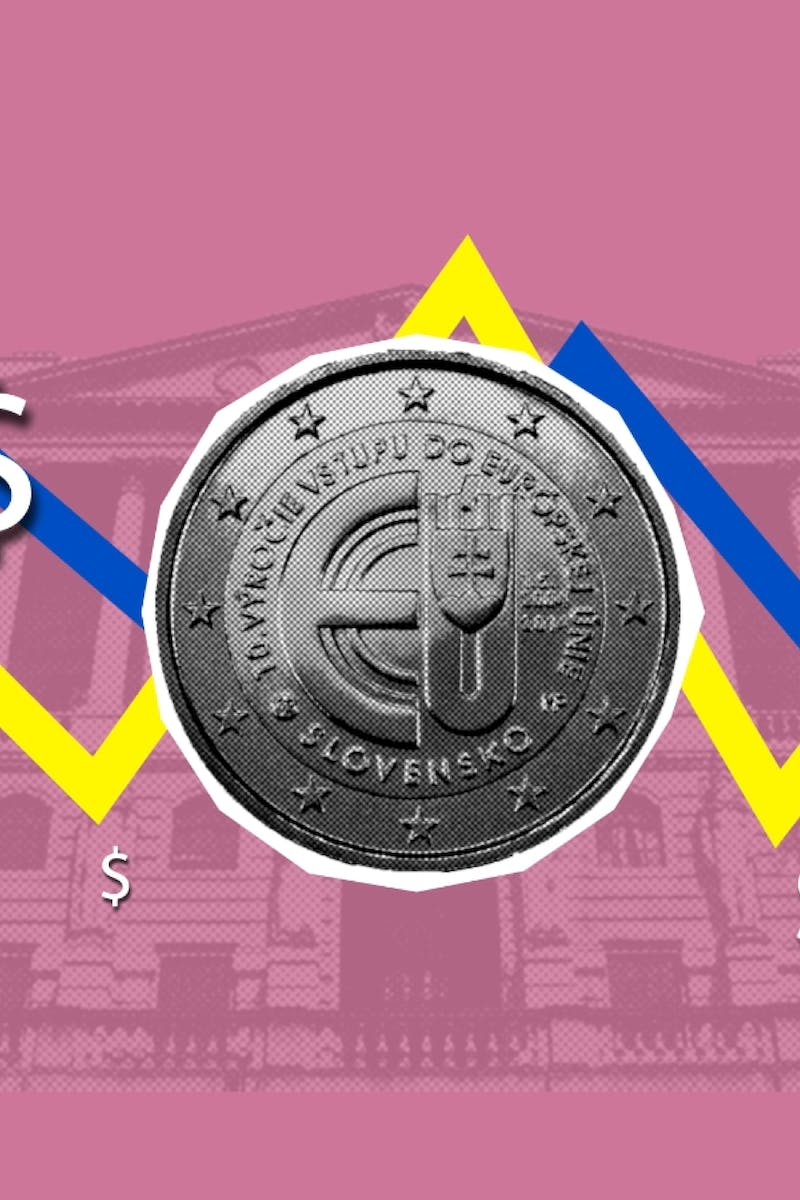 $
10. VÝROČIE VSTUPU DO EURÓPSKEJ ÚNIE
SLOVENSKO
$